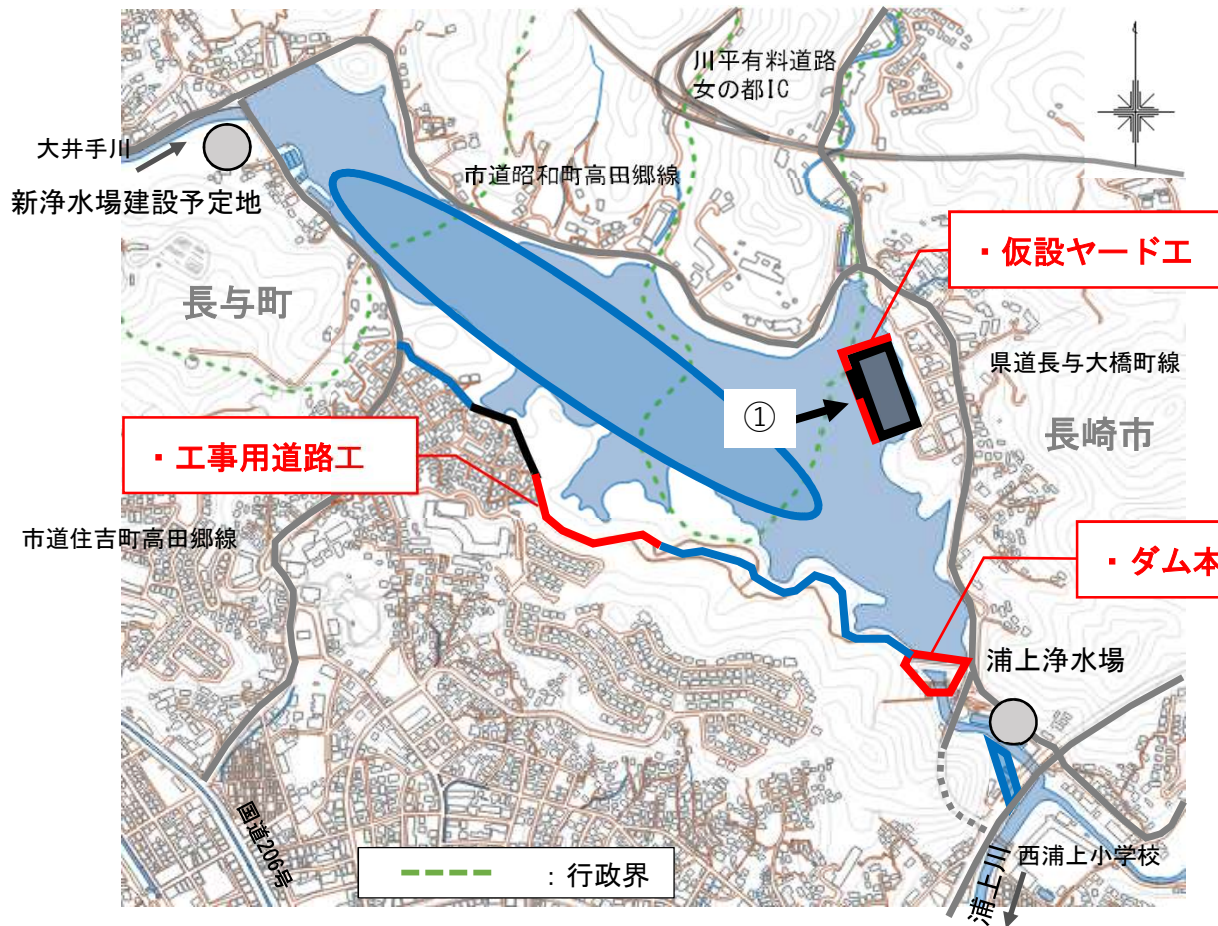 川平有料道路
女の都IC
大井手川
市道昭和町高田郷線
新浄水場建設予定地
・仮設ヤード工
長与町
県道長与大橋町線
①
長崎市
・工事用道路工
市道住吉町高田郷線
・ダム本
浦上浄水場
国道206号
：行政界
西浦上小学校
浦上川